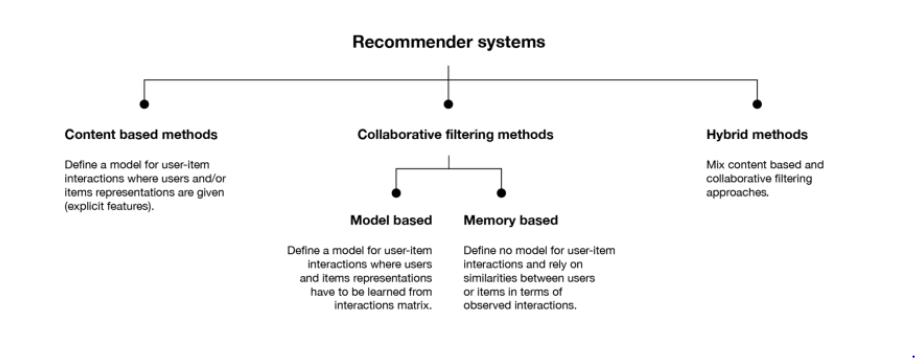 Recommender systems
Content based methods
Define a model for user-item
interactions where users and/or
items representations are given
(explicit features).
Collaborative filtering methods
Model based
Define a model for user-item
interactions where users
and items representations
have to be learned from
interactions matrix.
Memory based
Define no model for user-item
interactions and rely on
similarities between users
or items in terms of
observed interactions.
Hybrid methods
Mix content based and
collaborative filtering
approaches.